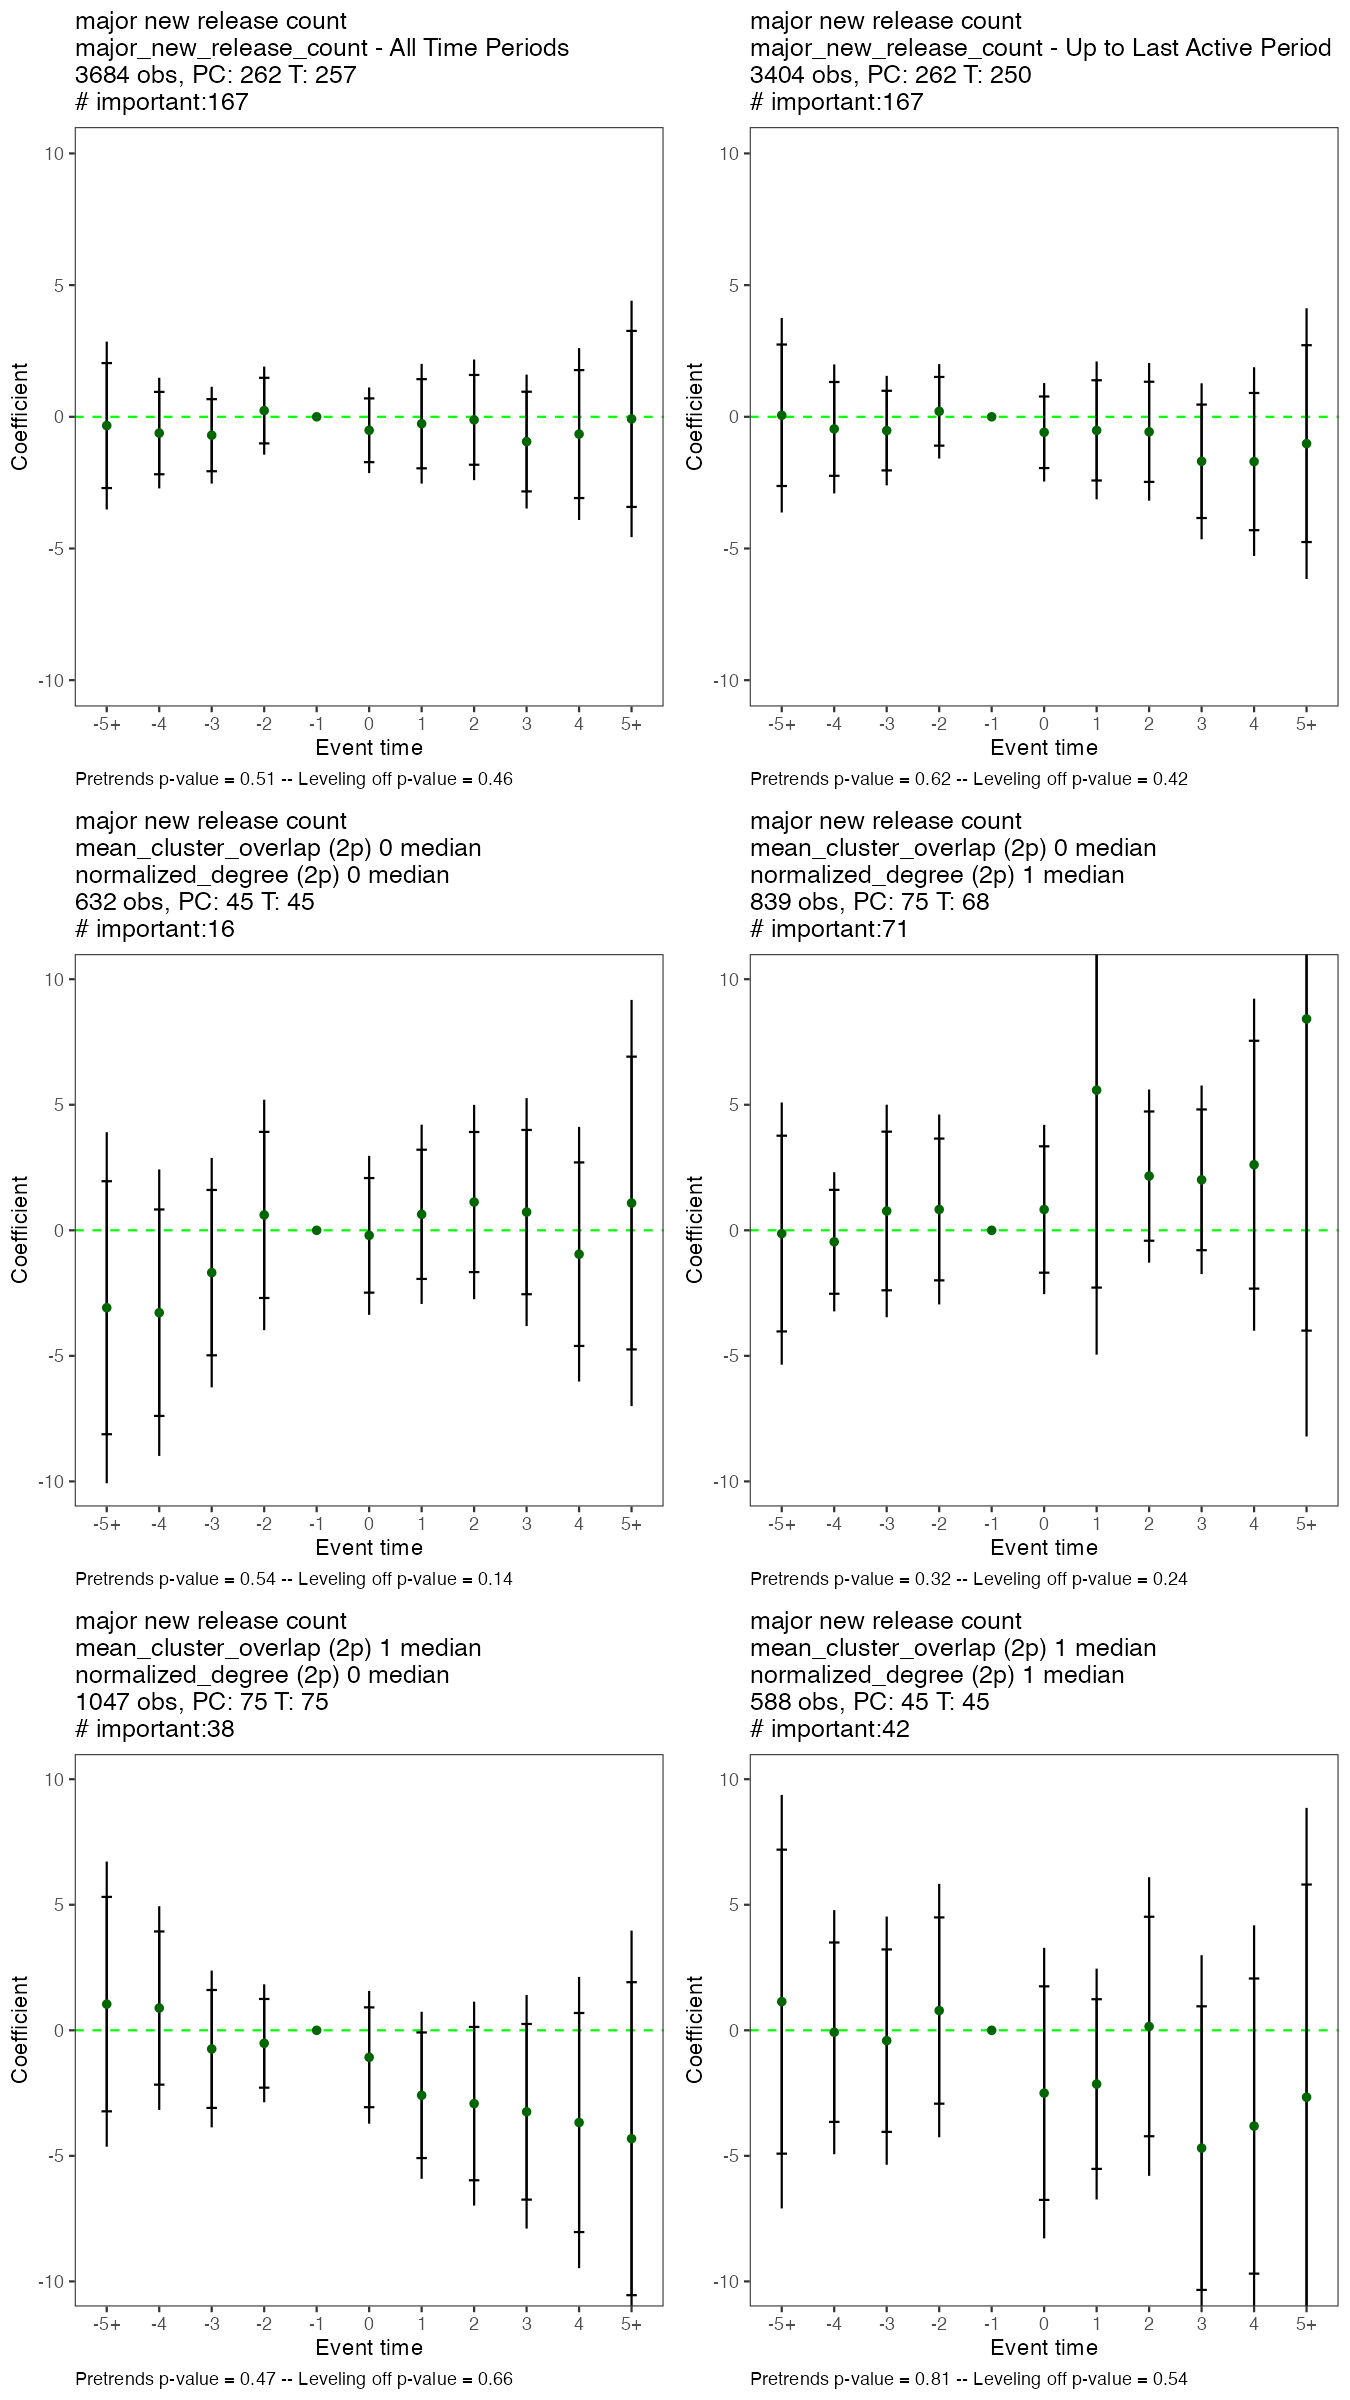 major new release count
major_new_release_count - All Time Periods
3684 obs, PC: 262 T: 257
# important:167
10
5
0
-5
-10
Coefficient
-5+ -4 -3 -2 -1 0 1 2 3 4 5+
Event time
Pretrends p-value = 0.51 -- Leveling off p-value = 0.46
major new release count
major_new_release_count - Up to Last Active Period
3404 obs, PC: 262 T: 250
# important:167
10
5
0
-5
-10
Coefficient
-5+ -4 -3 -2 -1 0 1 2 3 4 5+
Event time
Pretrends p-value = 0.62 -- Leveling off p-value = 0.42
major new release count
mean_cluster_overlap (2p) 0 median
normalized_degree (2p) 0 median
632 obs, PC: 45 T: 45
# important:16
10
5
0
-5
-10
Coefficient
-5+ -4 -3 -2 -1 0 1 2 3 4 5+
Event time
Pretrends p-value = 0.54 -- Leveling off p-value = 0.14
major new release count
mean_cluster_overlap (2p) 0 median
normalized_degree (2p) 1 median
839 obs, PC: 75 T: 68
# important:71
10
5
0
-5
-10
Coefficient
-5+ -4 -3 -2 -1 0 1 2 3 4 5+
Event time
Pretrends p-value = 0.32 -- Leveling off p-value = 0.24
major new release count
mean_cluster_overlap (2p) 1 median
normalized_degree (2p) 0 median
1047 obs, PC: 75 T: 75
# important:38
10
5
0
-5
-10
Coefficient
-5+ -4 -3 -2 -1 0 1 2 3 4 5+
Event time
Pretrends p-value = 0.47 -- Leveling off p-value = 0.66
major new release count
mean_cluster_overlap (2p) 1 median
normalized_degree (2p) 1 median
588 obs, PC: 45 T: 45
# important:42
10
5
0
-5
-10
Coefficient
-5+ -4 -3 -2 -1 0 1 2 3 4 5+
Event time
Pretrends p-value = 0.81 -- Leveling off p-value = 0.54